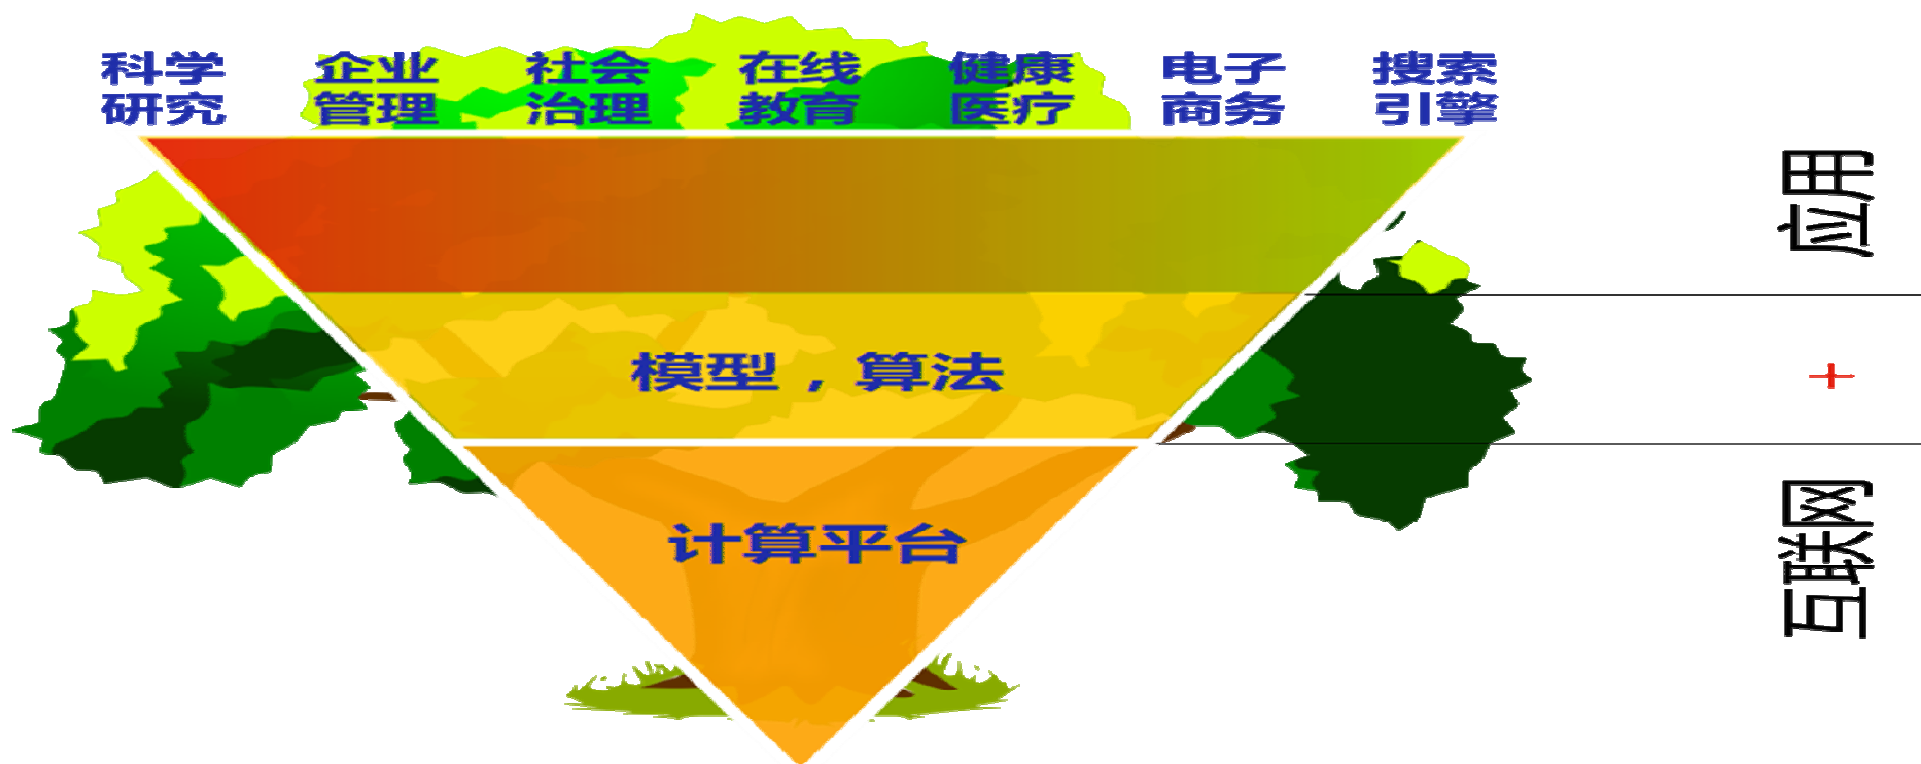 科学
研究
企业
管理
社会
治理
在线
教育
健康
医疗
电子
商务
搜索
引擎
应用
模型，算法
+
计算平台
互联网